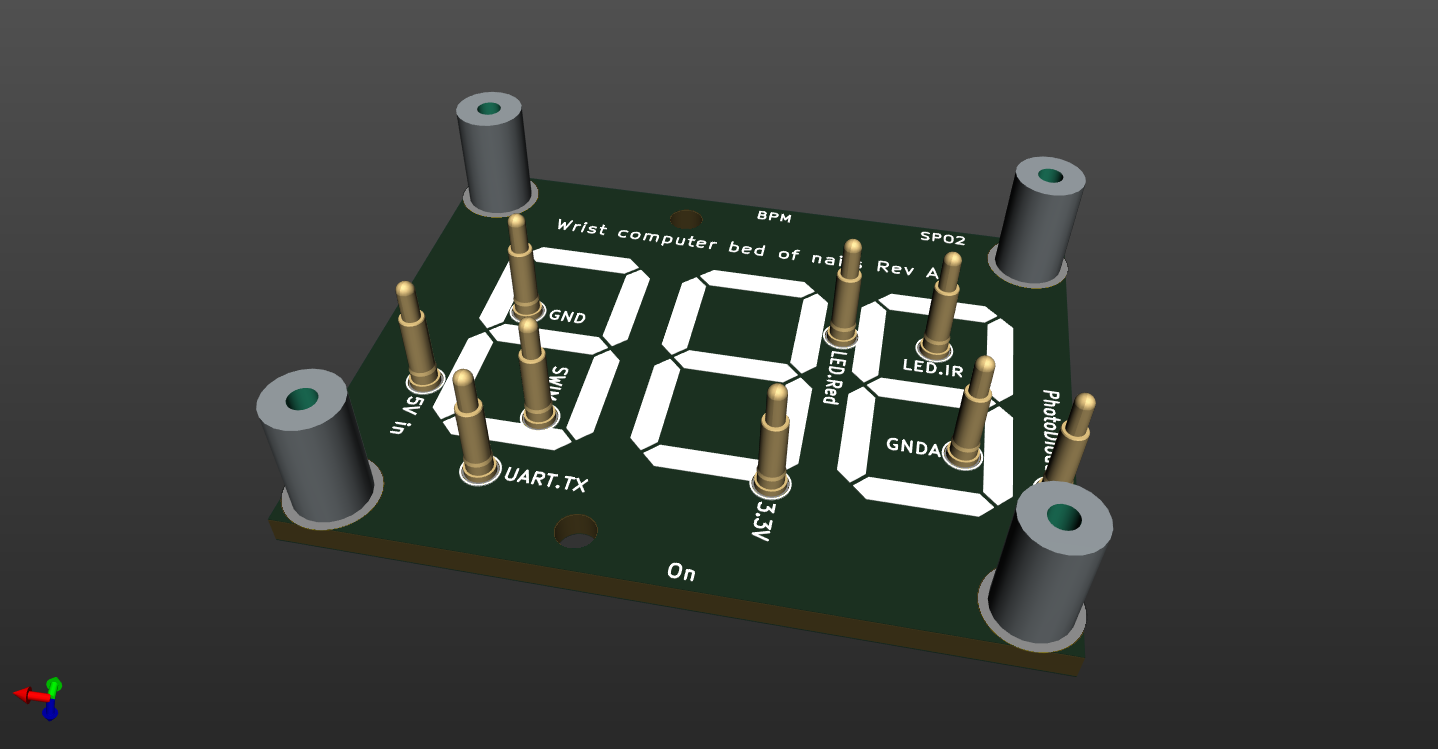 BPM
SPO2
Wrist computer bed of nails Rev A
GND
LED.Red
LED.IR
5V in
GNDA
UART.TX
3.3V
On